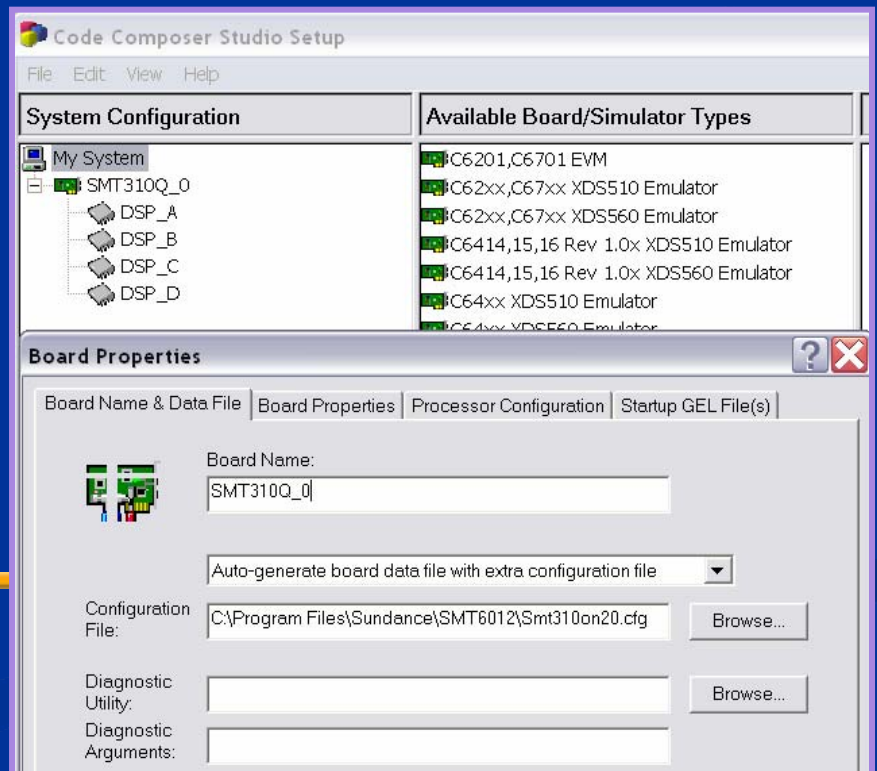 Code Composer Studio Setup
File Edit View Help
System Configuration
Available Board/Simulator Types
My System
SMT310Q_0
DSP_A
DSP_B
DSP_C
DSP_D
C6201,C6701 EVM
C62xx,C67xx XDS510 Emulator
C62xx,C67xx XDS560 Emulator
C6414,15,16 Rev 1.0x XDS510 Emulator
C6414,15,16 Rev 1.0x XDS560 Emulator
C64xx XDS510 Emulator
C64xx XDS560 Emulator
Board Properties
Board Name & Data File Board Properties Processor Configuration Startup GEL File(s)
Board Name:
SMT310Q_0
Auto-generate board data file with extra configuration file
Configuration
File:
C:\Program Files\Sundance\SMT6012\Smt310on20.cfg
Browse...
Diagnostic
Utility:
Browse...
Diagnostic
Arguments: